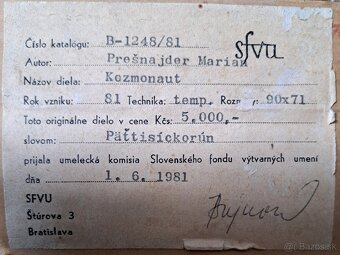 Číslo katalógu: B-1248/81
sfvu
Autor: Prešnajder Marián
Názov diela: Kozmonaut
Rok vzniku: 81 Technika: temp. Rozmer: 90x71
Toto originálne dielo v cene Kčs: 5.000,-
slovom: Päťtisíckorún
prijala umelecká komisia Slovenského fondu výtvarných umení
dňa 1. 6. 1981
SFVU
Štúrova 3
Bratislava